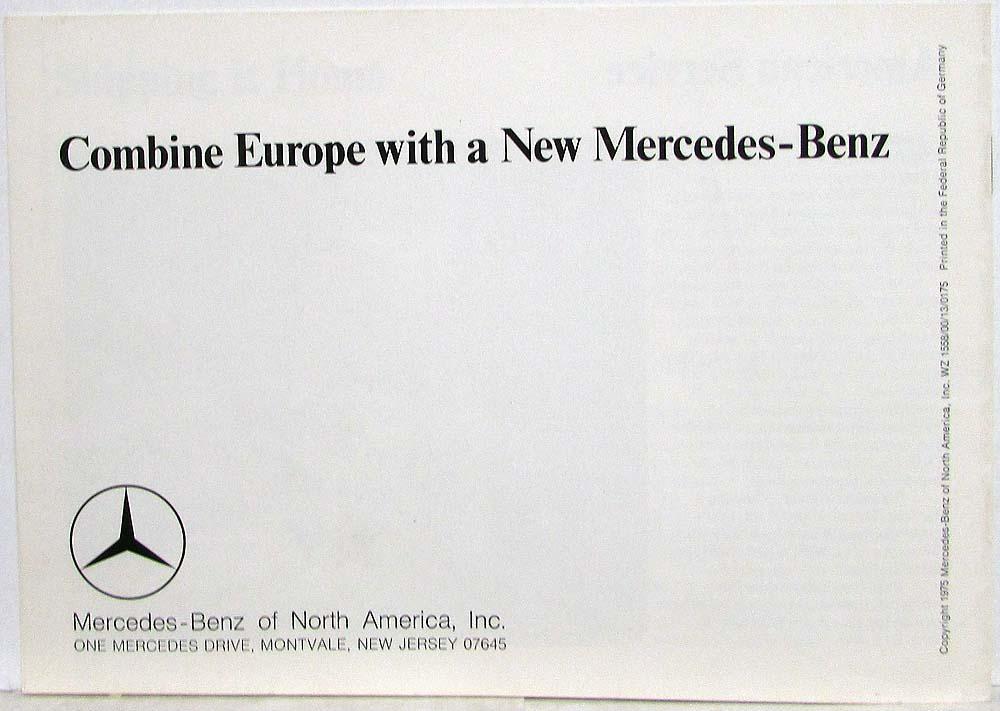 Combine Europe with a New Mercedes-Benz
Mercedes-Benz of North America, Inc.
ONE MERCEDES DRIVE, MONTVALE, NEW JERSEY 07645
Copyright 1975 Mercedes-Benz of North America, Inc. WZ 1558/00/13/0175 Printed in the Federal Republic of Germany